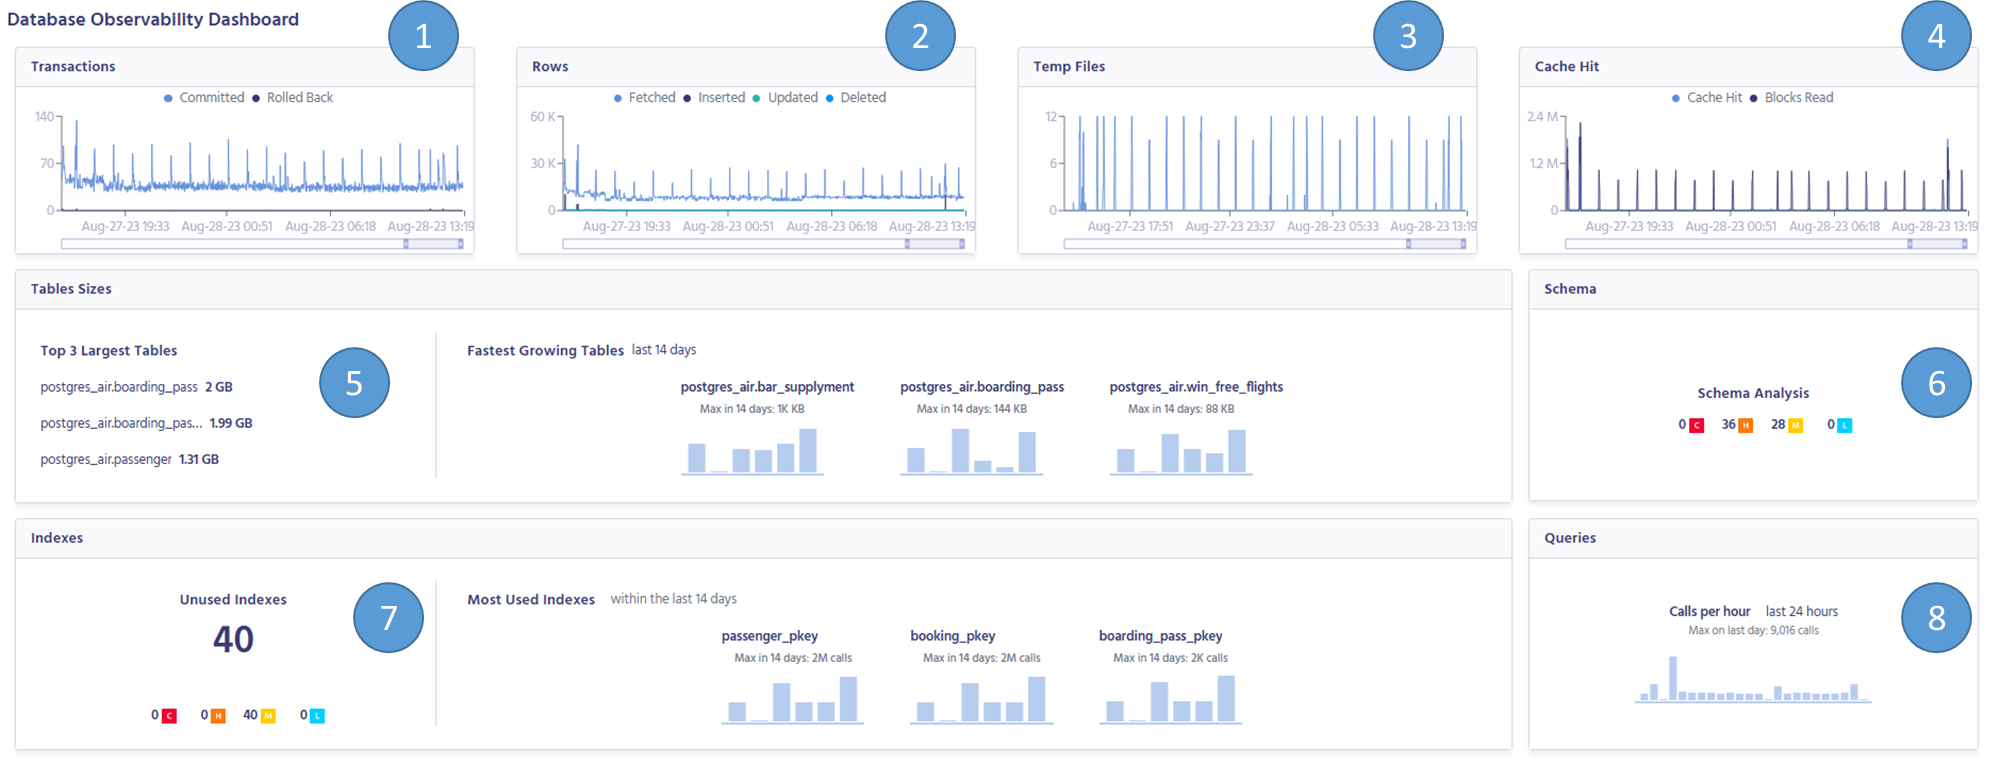 Database Observability Dashboard
1
2
3
4
Transactions
Committed Rolled Back
140
70
0
Aug-27-23 19:33 Aug-28-23 00:51 Aug-28-23 06:18 Aug-28-23 13:19
Rows
Fetched Inserted Updated Deleted
60 K
30 K
0
Aug-27-23 19:33 Aug-28-23 00:51 Aug-28-23 06:18 Aug-28-23 13:19
Temp Files
12
6
0
Aug-27-23 17:51 Aug-27-23 23:37 Aug-28-23 05:33 Aug-28-23 13:19
Cache Hit
Cache Hit Blocks Read
2.4 M
1.2 M
0
Aug-27-23 19:33 Aug-28-23 00:51 Aug-28-23 06:18 Aug-28-23 13:19
Tables Sizes
Top 3 Largest Tables
postgres_air.boarding_pass 2 GB
postgres_air.boarding_pas... 1.99 GB
postgres_air.passenger 1.31 GB
5
Fastest Growing Tables last 14 days
postgres_air.bar_supplyment
Max in 14 days: 1K KB
postgres_air.boarding_pass
Max in 14 days: 144 KB
postgres_air.win_free_flights
Max in 14 days: 88 KB
Schema
6
Schema Analysis
0 C 36 H 28 M 0 L
Indexes
Unused Indexes
40
7
0 C 0 H 40 M 0 L
Most Used Indexes within the last 14 days
passenger_pkey
Max in 14 days: 2M calls
booking_pkey
Max in 14 days: 2M calls
boarding_pass_pkey
Max in 14 days: 2K calls
Queries
Calls per hour last 24 hours
Max on last day: 9,016 calls
8